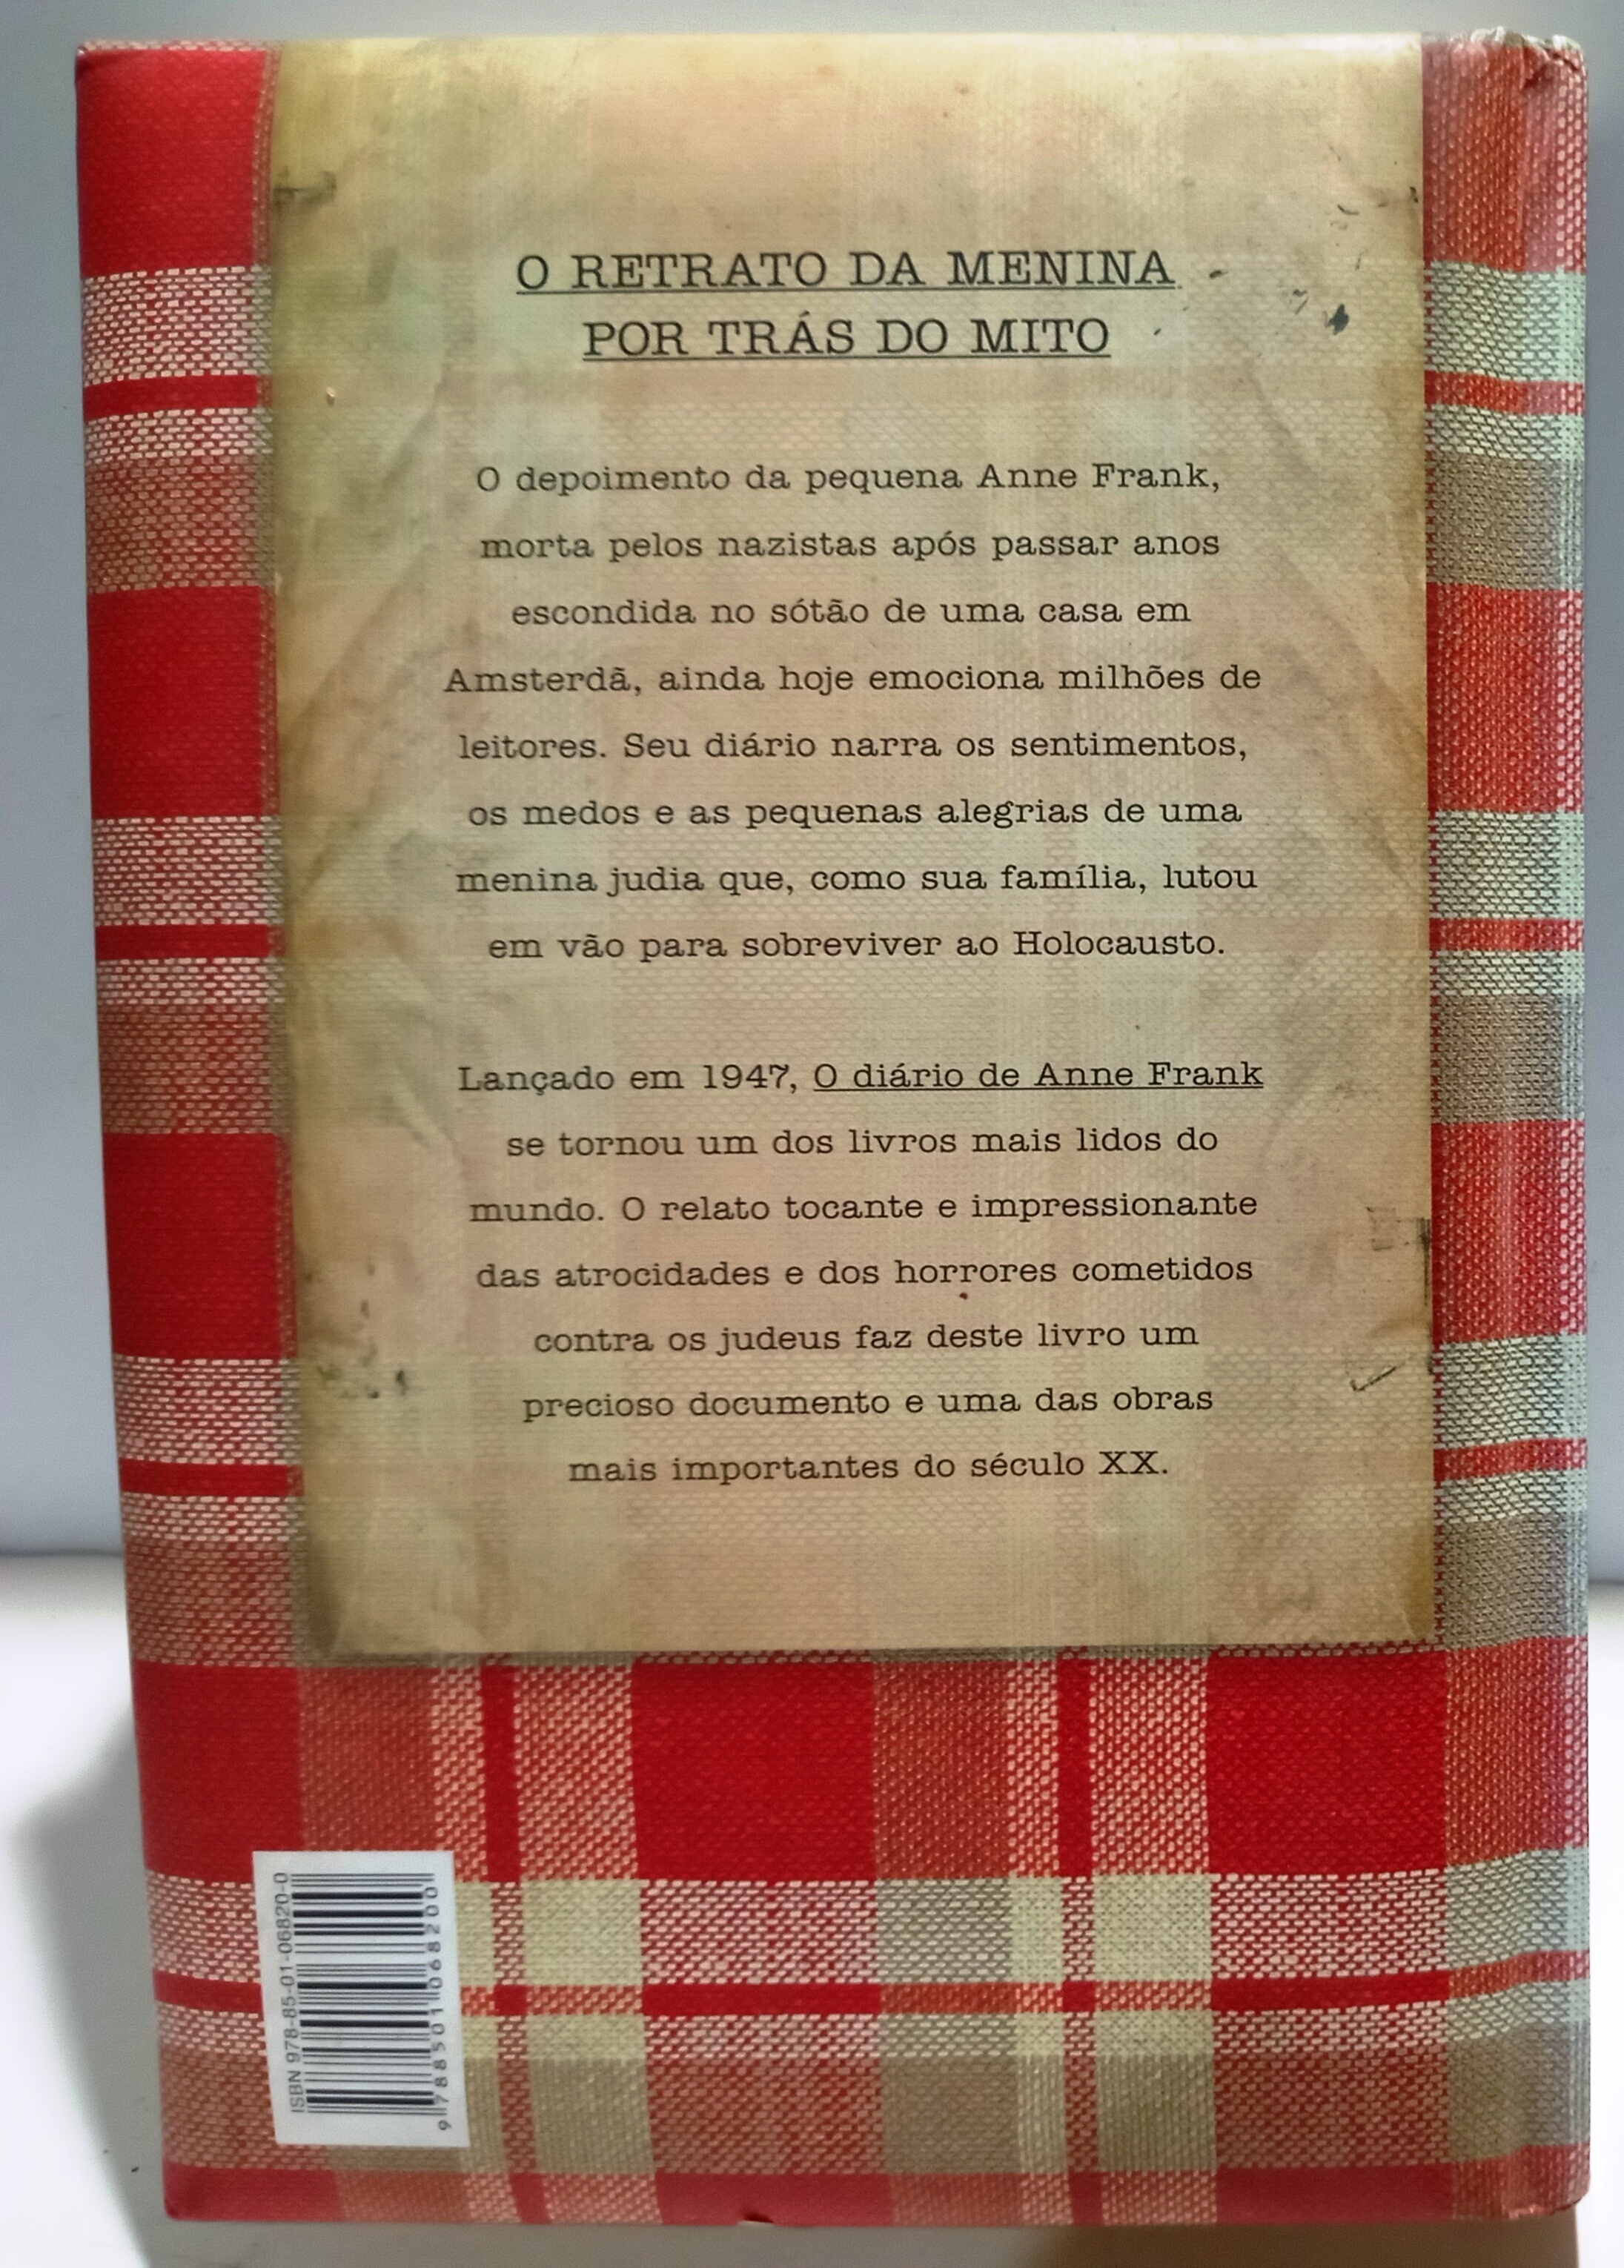 O RETRATO DA MENINA
POR TRÁS DO MITO
O depoimento da pequena Anne Frank,
morta pelos nazistas após passar anos
escondida no sótão de uma casa em
Amsterdã, ainda hoje emociona milhões de
leitores. Seu diário narra os sentimentos,
os medos e as pequenas alegrias de uma
menina judia que, como sua família, lutou
em vão para sobreviver ao Holocausto.
Lançado em 1947, O diário de Anne Frank
se tornou um dos livros mais lidos do
mundo. O relato tocante e impressionante
das atrocidades e dos horrores cometidos
contra os judeus faz deste livro um
precioso documento e uma das obras
mais importantes do século XX.
ISBN 978-85-01-06820-0
9 788501 068200